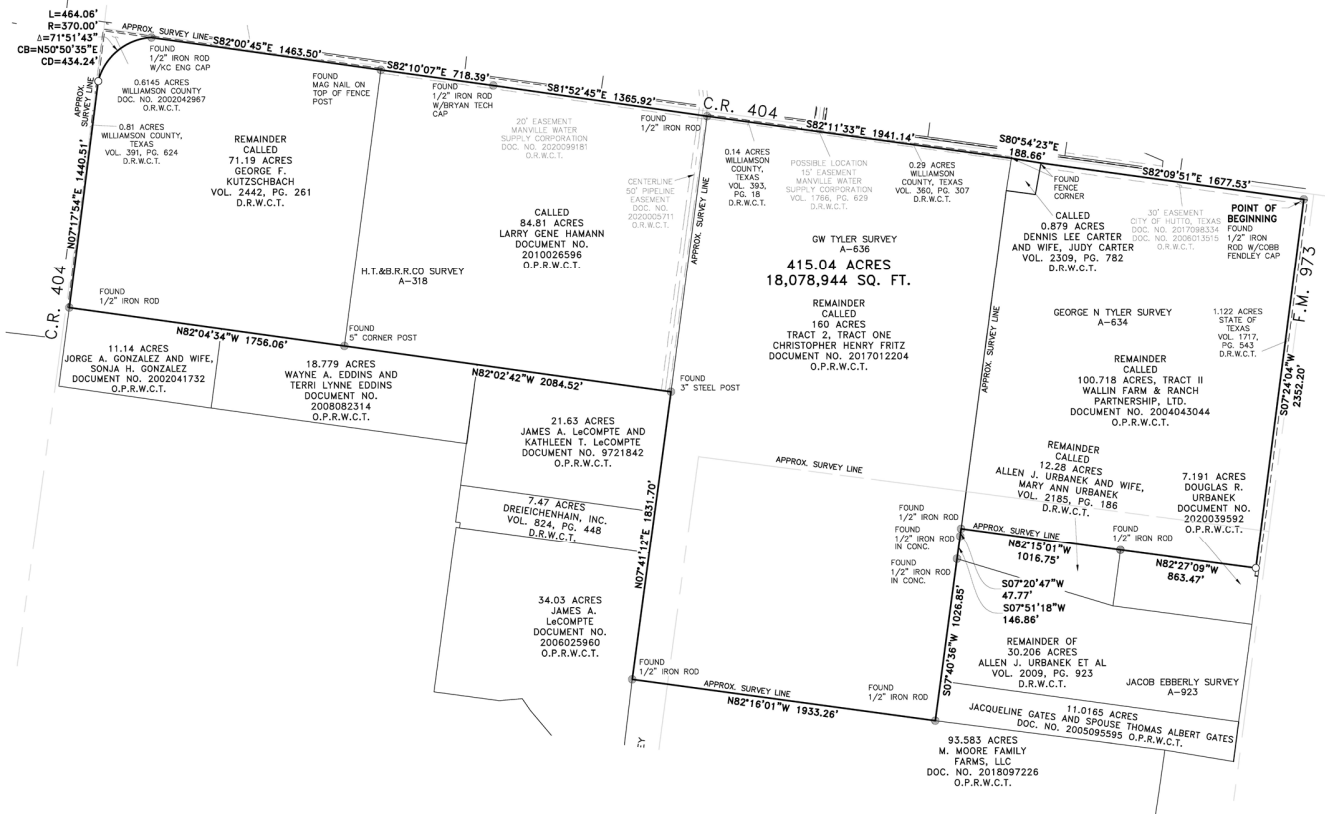 L=464.06'
R=370.00'
Δ=71°51'43"
CB=N50°50'35"E
CD=434.24'
APPROX. SURVEY LINE
S82°00'45"E 1463.50'
FOUND
1/2" IRON ROD
W/KC ENG CAP
0.6145 ACRES
WILLIAMSON COUNTY
DOC. NO. 2002042967
O.R.W.C.T.
APPROX.
SURVEY LINE
0.81 ACRES
WILLIAMSON COUNTY,
TEXAS
VOL. 391, PG. 624
D.R.W.C.T.
N07°17'54"E 1440.51'
C.R. 404
REMAINDER
CALLED
71.19 ACRES
GEORGE F.
KUTZSCHBACH
VOL. 2442, PG. 261
D.R.W.C.T.
FOUND
MAG NAIL ON
TOP OF FENCE
POST
S82°10'07"E 718.39'
FOUND
1/2" IRON ROD
W/BRYAN TECH
CAP
S81°52'45"E 1365.92'
20' EASEMENT
MANVILLE WATER
SUPPLY CORPORATION
DOC. NO. 2020099181
O.R.W.C.T.
FOUND
1/2" IRON ROD
CENTERLINE
50' PIPELINE
EASEMENT
DOC. NO.
2020005711
O.R.W.C.T.
APPROX. SURVEY LINE
CALLED
84.81 ACRES
LARRY GENE HAMANN
DOCUMENT NO.
2010026596
O.P.R.W.C.T.
H.T.&B.R.R.CO SURVEY
A-318
C.R. 404
S82°11'33"E 1941.14'
0.14 ACRES
WILLIAMSON
COUNTY,
TEXAS
VOL. 393,
PG. 18
D.R.W.C.T.
POSSIBLE LOCATION
15' EASEMENT
MANVILLE WATER
SUPPLY CORPORATION
VOL. 1766, PG. 629
D.R.W.C.T.
0.29 ACRES
WILLIAMSON
COUNTY, TEXAS
VOL. 360, PG. 307
D.R.W.C.T.
S80°54'23"E
188.66'
FOUND
FENCE
CORNER
S82°09'51"E 1677.53'
CALLED
0.879 ACRES
DENNIS LEE CARTER
AND WIFE, JUDY CARTER
VOL. 2309, PG. 782
D.R.W.C.T.
30' EASEMENT
CITY OF HUTTO, TEXAS
DOC. NO. 2017098334
DOC. NO. 2006013515
O.R.W.C.T.
POINT OF
BEGINNING
FOUND
1/2" IRON
ROD W/COBB
FENDLEY CAP
F.M. 973
GW TYLER SURVEY
A-636
415.04 ACRES
18,078,944 SQ. FT.
REMAINDER
CALLED
160 ACRES
TRACT 2, TRACT ONE
CHRISTOPHER HENRY FRITZ
DOCUMENT NO. 2017012204
O.P.R.W.C.T.
APPROX. SURVEY LINE
GEORGE N TYLER SURVEY
A-634
1.122 ACRES
STATE OF
TEXAS
VOL. 1717,
PG. 543
D.R.W.C.T.
S07°24'04"W
2352.20'
REMAINDER
CALLED
100.718 ACRES, TRACT II
WALLIN FARM & RANCH
PARTNERSHIP, LTD.
DOCUMENT NO. 2004043044
O.P.R.W.C.T.
FOUND
1/2" IRON ROD
N82°04'34"W 1756.06'
FOUND
5" CORNER POST
11.14 ACRES
JORGE A. GONZALEZ AND WIFE,
SONJA H. GONZALEZ
DOCUMENT NO. 2002041732
O.P.R.W.C.T.
18.779 ACRES
WAYNE A. EDDINS AND
TERRI LYNNE EDDINS
DOCUMENT NO.
2008082314
O.P.R.W.C.T.
N82°02'42"W 2084.52'
FOUND
3" STEEL POST
21.63 ACRES
JAMES A. LeCOMPTE AND
KATHLEEN T. LeCOMPTE
DOCUMENT NO. 9721842
O.P.R.W.C.T.
7.47 ACRES
DREIEICHENHAIN, INC.
VOL. 824, PG. 448
D.R.W.C.T.
N07°41'12"E 1831.70'
34.03 ACRES
JAMES A.
LeCOMPTE
DOCUMENT NO.
2006025960
O.P.R.W.C.T.
APPROX. SURVEY LINE
REMAINDER
CALLED
12.28 ACRES
ALLEN J. URBANEK AND WIFE,
MARY ANN URBANEK
VOL. 2185, PG. 186
D.R.W.C.T.
7.191 ACRES
DOUGLAS R.
URBANEK
DOCUMENT NO.
2020039592
O.P.R.W.C.T.
FOUND
1/2" IRON ROD
FOUND
1/2" IRON ROD
IN CONC.
FOUND
1/2" IRON ROD
IN CONC.
APPROX. SURVEY LINE
N82°15'01"W
1016.75'
FOUND
1/2" IRON ROD
N82°27'09"W
863.47'
S07°20'47"W
47.77'
S07°51'18"W
146.86'
S07°40'36"W 1026.85'
REMAINDER OF
30.206 ACRES
ALLEN J. URBANEK ET AL
VOL. 2009, PG. 923
D.R.W.C.T.
JACOB EBBERLY SURVEY
A-923
FOUND
1/2" IRON ROD
APPROX. SURVEY LINE
N82°16'01"W 1933.26'
FOUND
1/2" IRON ROD
11.0165 ACRES
JACQUELINE GATES AND SPOUSE THOMAS ALBERT GATES
DOC. NO. 2005095595 O.P.R.W.C.T.
93.583 ACRES
M. MOORE FAMILY
FARMS, LLC
DOC. NO. 2018097226
O.P.R.W.C.T.
EY